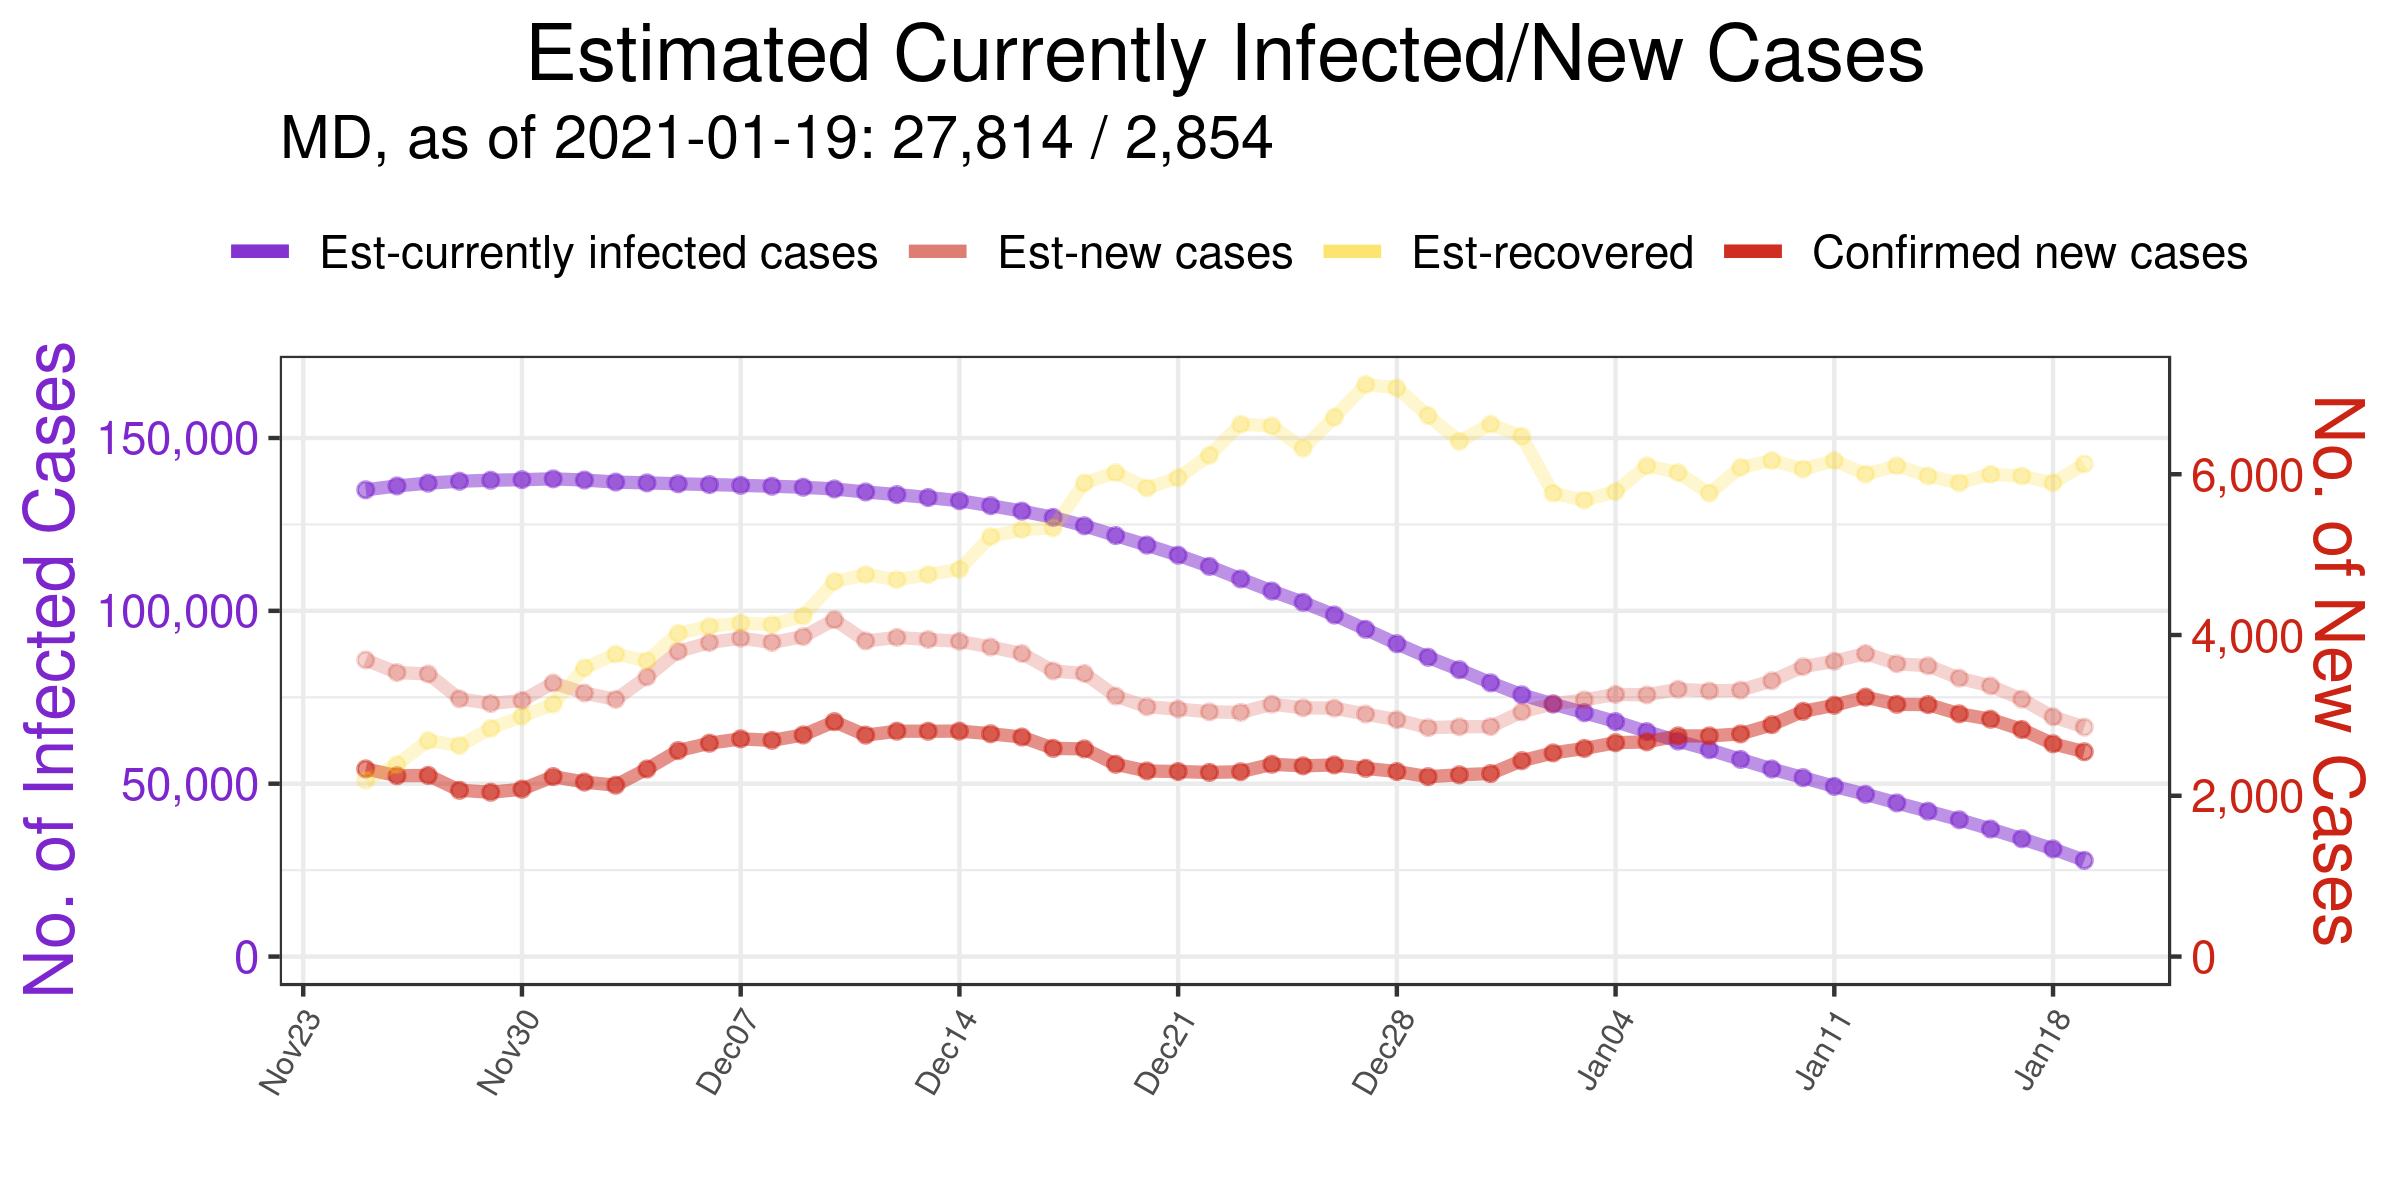 Estimated Currently Infected/New Cases
MD, as of 2021-01-19: 27,814 / 2,854
Est-currently infected cases Est-new cases Est-recovered Confirmed new cases
No. of Infected Cases
150,000
100,000
50,000
0
No. of New Cases
6,000
4,000
2,000
0
Nov23 Nov30 Dec07 Dec14 Dec21 Dec28 Jan04 Jan11 Jan18